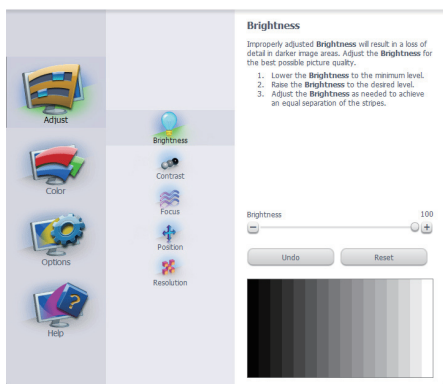 Adjust
Color
Options
Help
Brightness
Contrast
Focus
Position
Resolution
Brightness
Improperly adjusted Brightness will result in a loss of
detail in darker image areas. Adjust the Brightness for
the best possible picture quality.
1. Lower the Brightness to the minimum level.
2. Raise the Brightness to the desired level.
3. Adjust the Brightness as needed to achieve
an equal separation of the stripes.
Brightness 100
Undo Reset